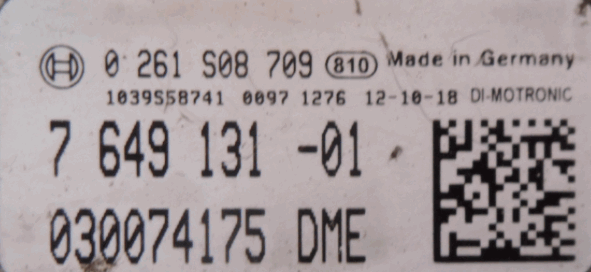 0 261 S08 709 810 Made in Germany
1039S58741 0097 1276 12-10-18 DI-MOTRONIC
7 649 131 -01
030074175 DME